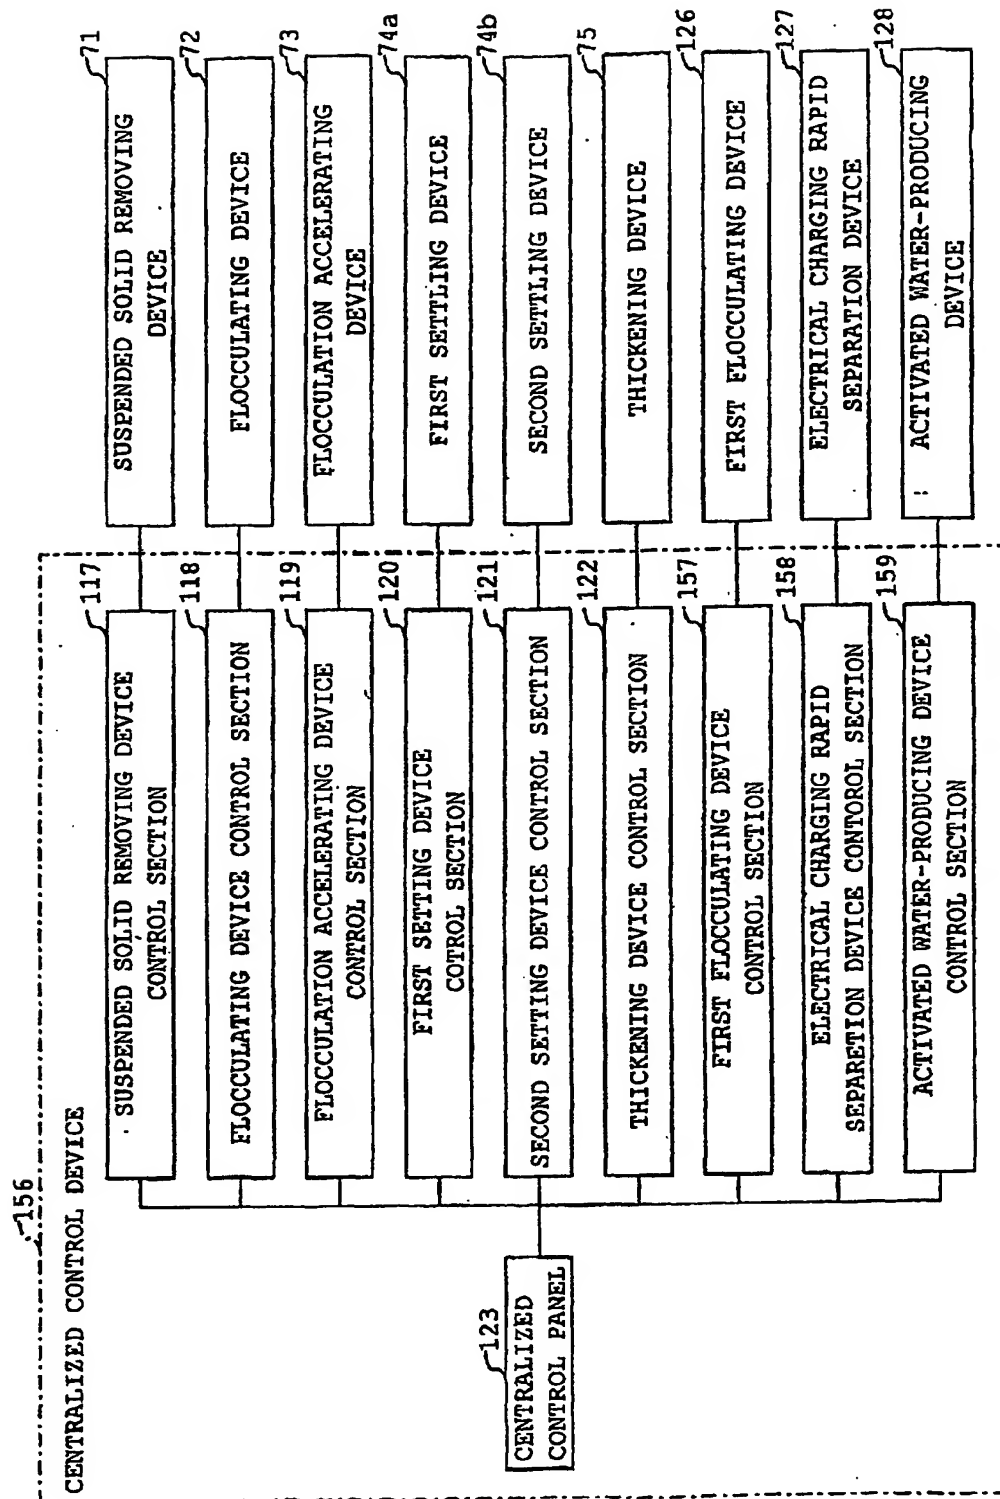 156
CENTRALIZED CONTROL DEVICE
123
CENTRALIZED
CONTROL PANEL
117
SUSPENDED SOLID REMOVING DEVICE
CONTROL SECTION
71
SUSPENDED SOLID REMOVING
DEVICE
118
FLOCCULATING DEVICE CONTROL SECTION
72
FLOCCULATING DEVICE
119
FLOCCULATION ACCELERATING DEVICE
CONTROL SECTION
73
FLOCCULATION ACCELERATING
DEVICE
120
FIRST SETTING DEVICE
COTROL SECTION
74a
FIRST SETTLING DEVICE
121
SECOND SETTING DEVICE CONTROL SECTION
74b
SECOND SETTLING DEVICE
122
THICKENING DEVICE CONTROL SECTION
75
THICKENING DEVICE
157
FIRST FLOCCULATING DEVICE
CONTROL SECTION
126
FIRST FLOCCULATING DEVICE
158
ELECTRICAL CHARGING RAPID
SEPARETION DEVICE CONTOROL SECTION
127
ELECTRICAL CHARGING RAPID
SEPARATION DEVICE
159
ACTIVATED WATER-PRODUCING DEVICE
CONTROL SECTION
128
ACTIVATED WATER-PRODUCING
DEVICE